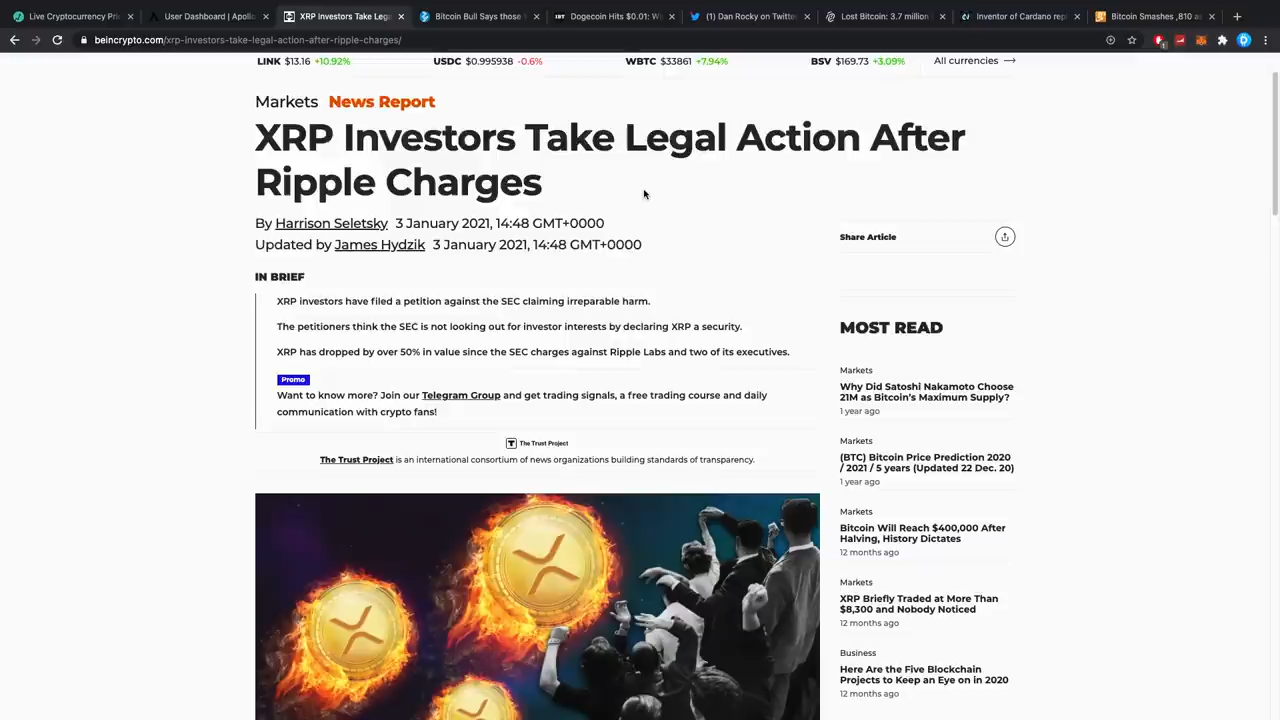 Live Cryptocurrency Pri
User Dashboard | Apollo
XRP Investors Take Lega
Bitcoin Bull Says those W
Dogecoin Hits $0.01: W
(1) Dan Rocky on Twitte
Lost Bitcoin: 3.7 million
Inventor of Cardano rep
Bitcoin Smashes ,810 a
beincrypto.com/xrp-investors-take-legal-action-after-ripple-charges/
LINK $13.16 +10.92%
USDC $0.995938 -0.6%
WBTC $33861 +7.94%
BSV $169.73 +3.09%
All currencies →
Markets News Report
XRP Investors Take Legal Action After
Ripple Charges
By Harrison Seletsky 3 January 2021, 14:48 GMT+0000
Updated by James Hydzik 3 January 2021, 14:48 GMT+0000
IN BRIEF
XRP investors have filed a petition against the SEC claiming irreparable harm.
The petitioners think the SEC is not looking out for investor interests by declaring XRP a security.
XRP has dropped by over 50% in value since the SEC charges against Ripple Labs and two of its executives.
Promo
Want to know more? Join our Telegram Group and get trading signals, a free trading course and daily
communication with crypto fans!
The Trust Project
The Trust Project is an international consortium of news organizations building standards of transparency.
Share Article
MOST READ
Markets
Why Did Satoshi Nakamoto Choose
21M as Bitcoin's Maximum Supply?
1 year ago
Markets
(BTC) Bitcoin Price Prediction 2020
/ 2021 / 5 years (Updated 22 Dec. 20)
1 year ago
Markets
Bitcoin Will Reach $400,000 After
Halving, History Dictates
12 months ago
Markets
XRP Briefly Traded at More Than
$8,300 and Nobody Noticed
12 months ago
Business
Here Are the Five Blockchain
Projects to Keep an Eye on in 2020
12 months ago